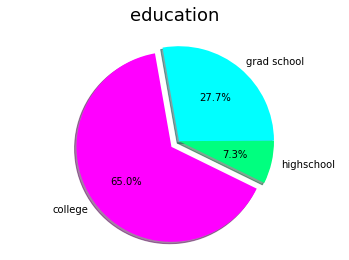 education
grad school
27.7%
7.3%
highschool
65.0%
college